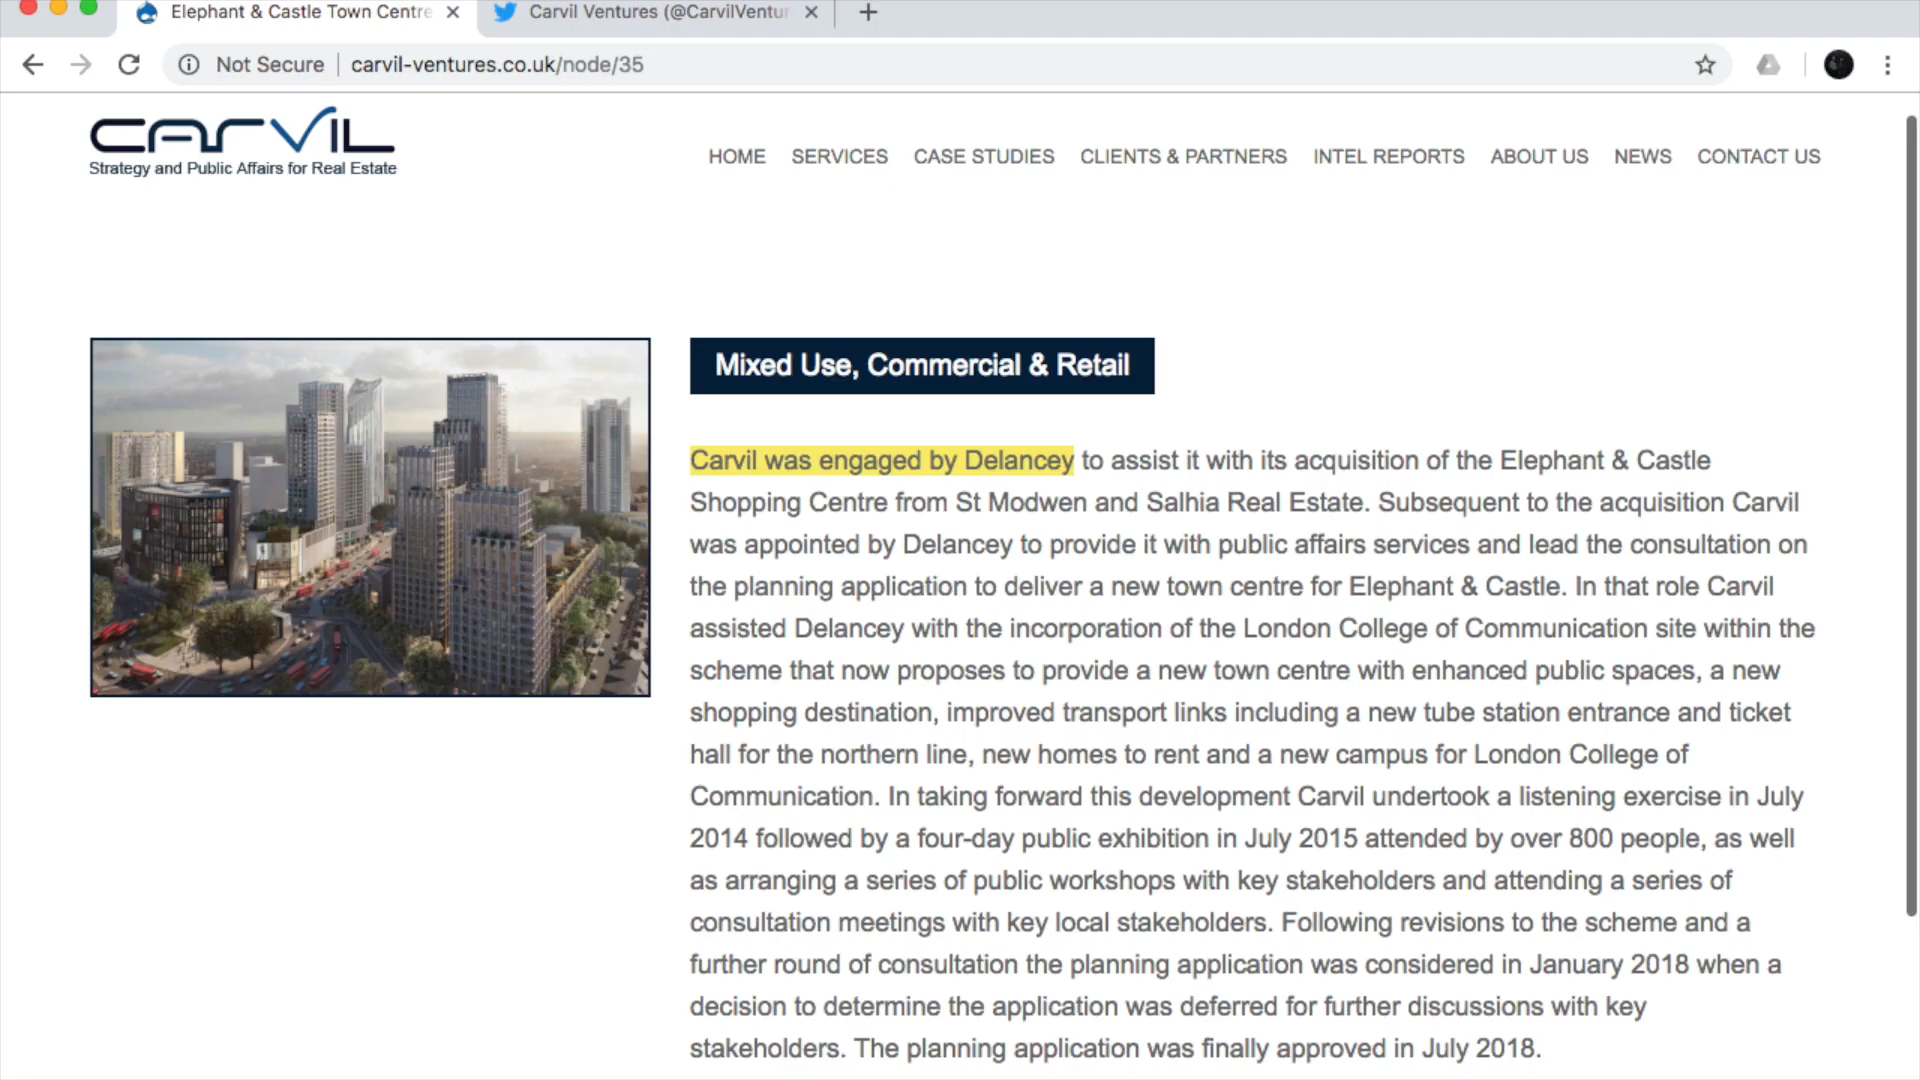 Elephant & Castle Town Centre
Carvil Ventures (@CarvilVentur
Not Secure
carvil-ventures.co.uk/node/35
CARVIL
Strategy and Public Affairs for Real Estate
HOME SERVICES CASE STUDIES CLIENTS & PARTNERS INTEL REPORTS ABOUT US NEWS CONTACT US
Mixed Use, Commercial & Retail
Carvil was engaged by Delancey to assist it with its acquisition of the Elephant & Castle
Shopping Centre from St Modwen and Salhia Real Estate. Subsequent to the acquisition Carvil
was appointed by Delancey to provide it with public affairs services and lead the consultation on
the planning application to deliver a new town centre for Elephant & Castle. In that role Carvil
assisted Delancey with the incorporation of the London College of Communication site within the
scheme that now proposes to provide a new town centre with enhanced public spaces, a new
shopping destination, improved transport links including a new tube station entrance and ticket
hall for the northern line, new homes to rent and a new campus for London College of
Communication. In taking forward this development Carvil undertook a listening exercise in July
2014 followed by a four-day public exhibition in July 2015 attended by over 800 people, as well
as arranging a series of public workshops with key stakeholders and attending a series of
consultation meetings with key local stakeholders. Following revisions to the scheme and a
further round of consultation the planning application was considered in January 2018 when a
decision to determine the application was deferred for further discussions with key
stakeholders. The planning application was finally approved in July 2018.